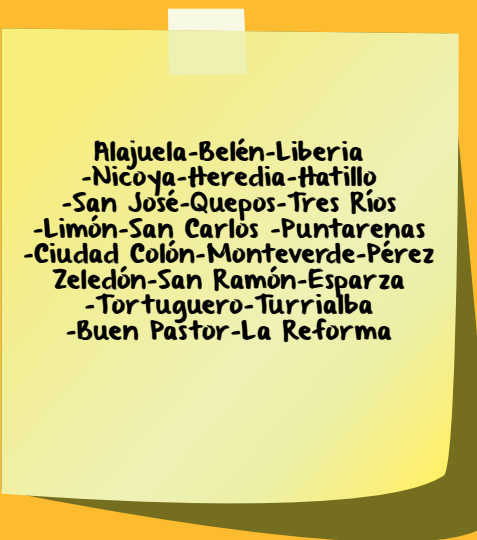 Alajuela-Belén-Liberia
-Nicoya-Heredia-Hatillo
-San José-Quepos-Tres Ríos
-Limón-San Carlos -Puntarenas
-Ciudad Colón-Monteverde-Pérez
Zeledón-San Ramón-Esparza
-Tortuguero-Turrialba
-Buen Pastor-La Reforma